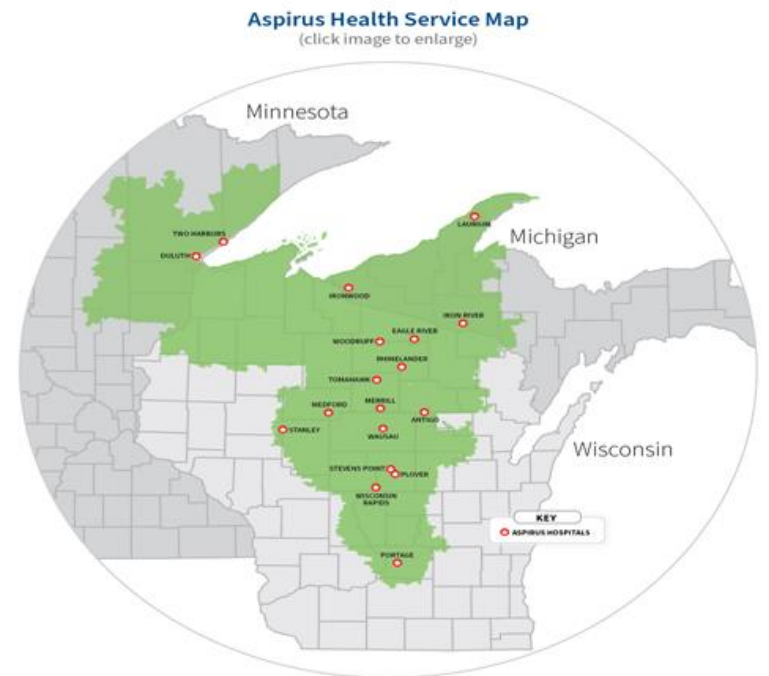 Aspirus Health Service Map
(click image to enlarge)
Minnesota
LAURIUM
TWO HARBORS
Michigan
DULUTH
IRONWOOD
IRON RIVER
EAGLE RIVER
WOODRUFF
RHINELANDER
TOMAHAWK
MERRILL
MEDFORD
ANTIGO
STANLEY
WAUSAU
Wisconsin
STEVENS POINT
PLOVER
WISCONSIN
RAPIDS
KEY
ASPIRUS HOSPITALS
PORTAGE